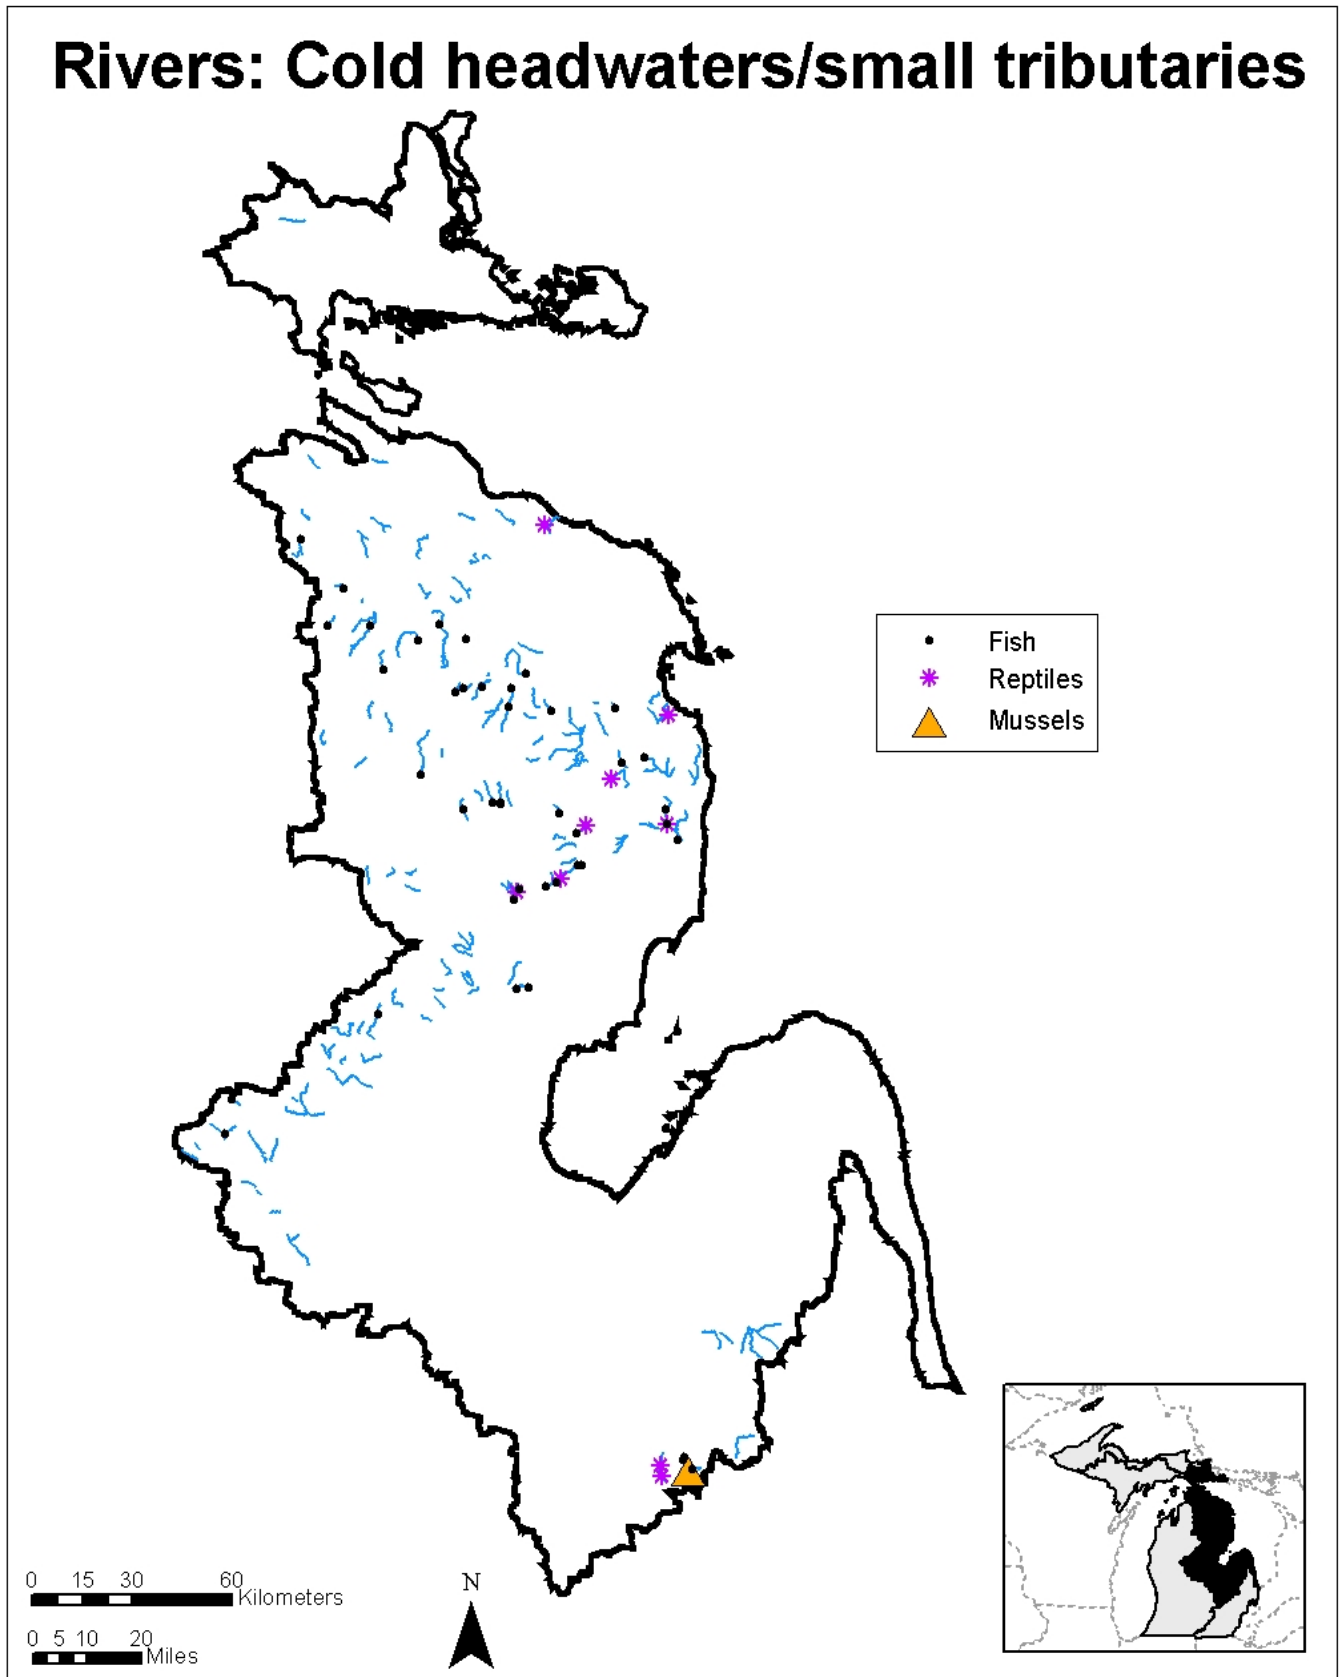 Rivers: Cold headwaters/small tributaries
Fish
Reptiles
Mussels
0 15 30 60
Kilometers
0 5 10 20
Miles
N